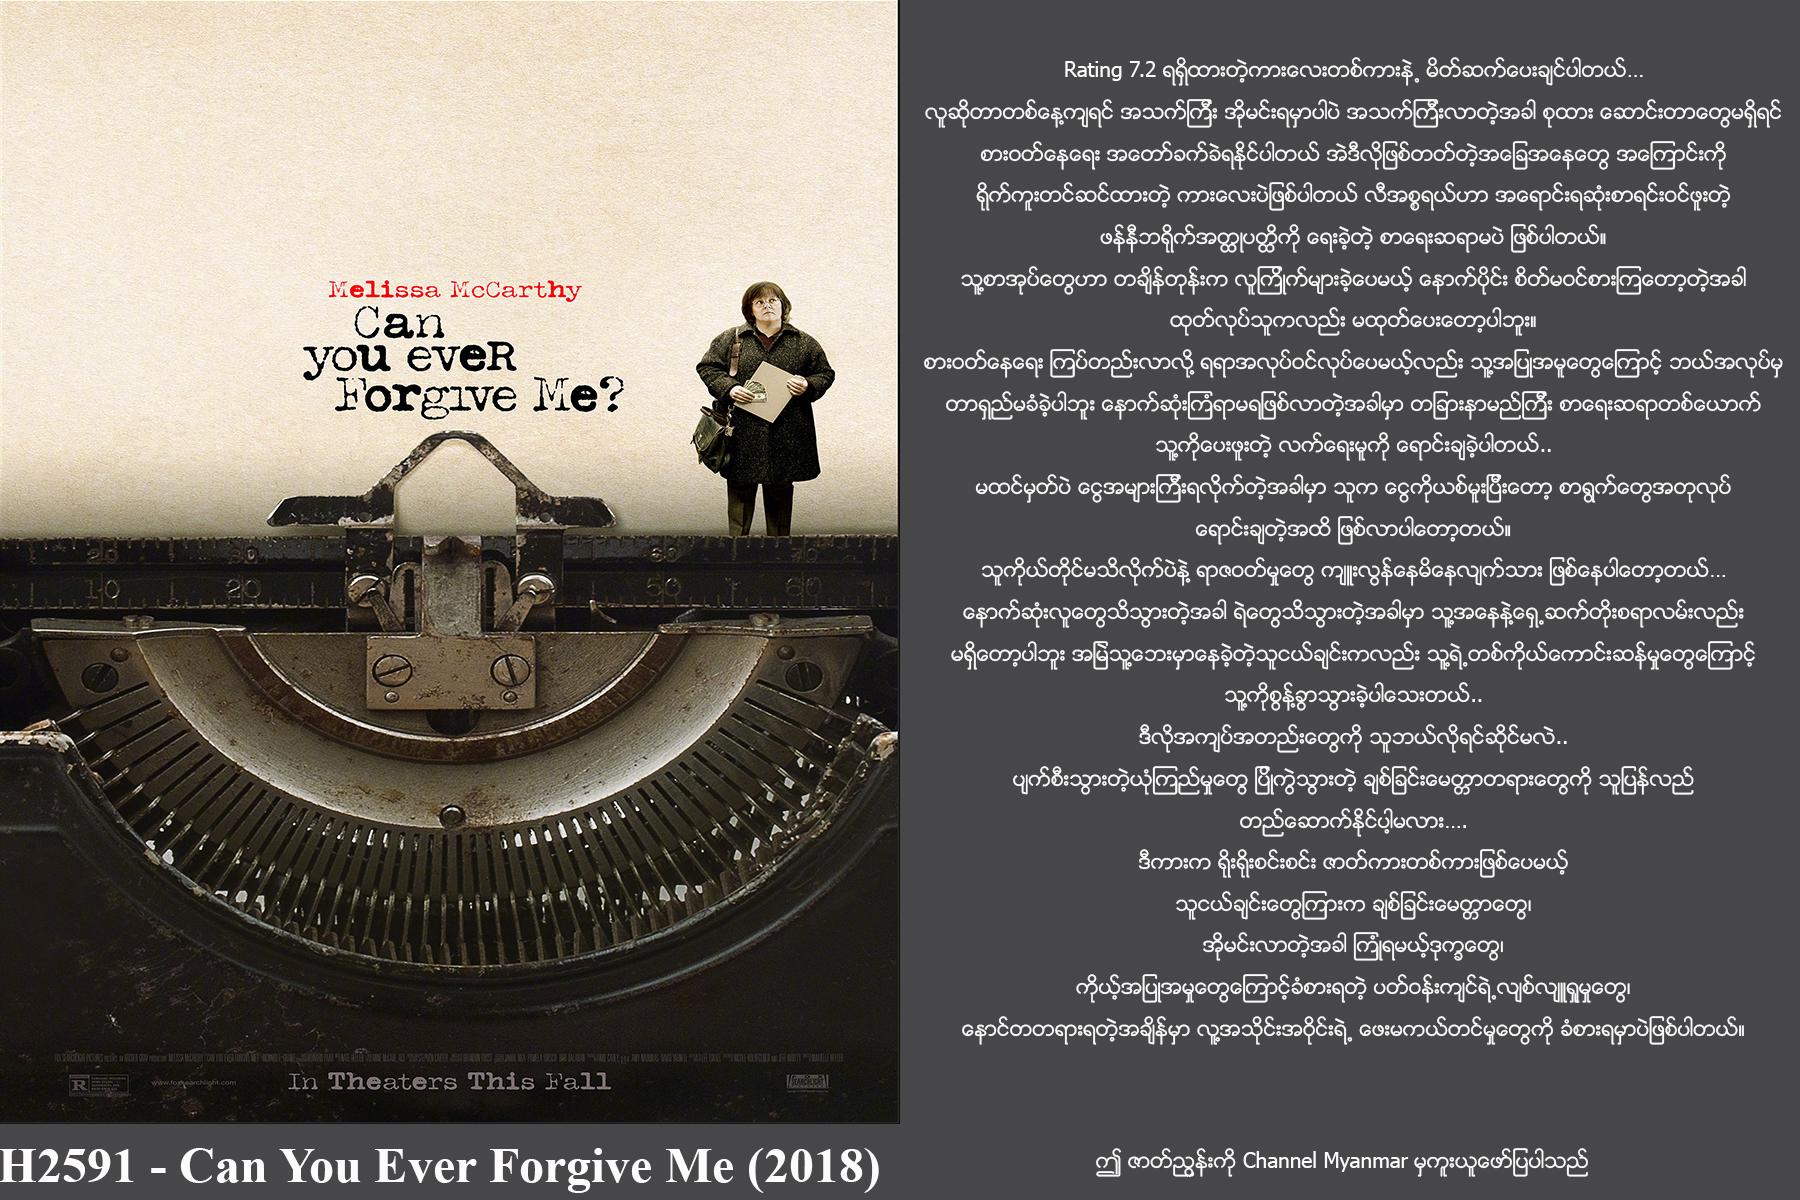 Melissa McCarthy
Can
you ever
Forgive Me?
20
20
30
10
20
10
In Theaters This Fall
R
www.foxsearchlight.com
H2591 - Can You Ever Forgive Me (2018)
Rating 7.2 ရရှိထားတဲ့ကားလေးတစ်ကားနဲ့ မိတ်ဆက်ပေးချင်ပါတယ်...
လူဆိုတာတစ်နေ့ကျရင် အသက်ကြီး အိုမင်းရမှာပါပဲ အသက်ကြီးလာတဲ့အခါ စုထား ဆောင်းတာတွေမရှိရင်
စားဝတ်နေရေး အတော်ခက်ခဲရနိုင်ပါတယ် အဲဒီလိုဖြစ်တတ်တဲ့အခြေအနေတွေ အကြောင်းကို
ရိုက်ကူးတင်ဆင်ထားတဲ့ ကားလေးပဲဖြစ်ပါတယ် လီအစ္စရယ်ဟာ အရောင်းရဆုံးစာရင်းဝင်ဖူးတဲ့
ဖန်နီဘရိုက်အတ္ထုပတ္ထိကို ရေးခဲ့တဲ့ စာရေးဆရာမပဲ ဖြစ်ပါတယ်။
သူ့စာအုပ်တွေဟာ တချိန်တုန်းက လူကြိုက်များခဲ့ပေမယ့် နောက်ပိုင်း စိတ်မဝင်စားကြတော့တဲ့အခါ
ထုတ်လုပ်သူကလည်း မထုတ်ပေးတော့ပါဘူး။
စားဝတ်နေရေး ကြပ်တည်းလာလို့ ရရာအလုပ်ဝင်လုပ်ပေမယ့်လည်း သူ့အပြုအမူတွေကြောင့် ဘယ်အလုပ်မှ
တာရှည်မခံခဲ့ပါဘူး နောက်ဆုံးကြံရာမရဖြစ်လာတဲ့အခါမှာ တခြားနာမည်ကြီး စာရေးဆရာတစ်ယောက်
သူ့ကိုပေးဖူးတဲ့ လက်ရေးမူကို ရောင်းချခဲ့ပါတယ်..
မထင်မှတ်ပဲ ငွေအများကြီးရလိုက်တဲ့အခါမှာ သူက ငွေကိုယစ်မူးပြီးတော့ စာရွက်တွေအတုလုပ်
ရောင်းချတဲ့အထိ ဖြစ်လာပါတော့တယ်။
သူကိုယ်တိုင်မသိလိုက်ပဲနဲ့ ရာဇဝတ်မှုတွေ ကျူးလွန်နေမိနေလျက်သား ဖြစ်နေပါတော့တယ်...
နောက်ဆုံးလူတွေသိသွားတဲ့အခါ ရဲတွေသိသွားတဲ့အခါမှာ သူ့အနေနဲ့ရှေ့ဆက်တိုးစရာလမ်းလည်း
မရှိတော့ပါဘူး အမြဲသူ့ဘေးမှာနေခဲ့တဲ့သူငယ်ချင်းကလည်း သူ့ရဲ့တစ်ကိုယ်ကောင်းဆန်မှုတွေကြောင့်
သူ့ကိုစွန့်ခွာသွားခဲ့ပါသေးတယ်..
ဒီလိုအကျပ်အတည်းတွေကို သူဘယ်လိုရင်ဆိုင်မလဲ..
ပျက်စီးသွားတဲ့ယုံကြည်မှုတွေ ပြိုကွဲသွားတဲ့ ချစ်ခြင်းမေတ္တာတရားတွေကို သူပြန်လည်
တည်ဆောက်နိုင်ပါ့မလား....
ဒီကားက ရိုးရိုးစင်းစင်း ဇာတ်ကားတစ်ကားဖြစ်ပေမယ့်
သူငယ်ချင်းတွေကြားက ချစ်ခြင်းမေတ္တာတွေ၊
အိုမင်းလာတဲ့အခါ ကြုံရမယ့်ဒုက္ခတွေ၊
ကိုယ့်အပြုအမူတွေကြောင့်ခံစားရတဲ့ ပတ်ဝန်းကျင်ရဲ့လျစ်လျူရှုမှုတွေ၊
နောင်တတရားရတဲ့အချိန်မှာ လူ့အသိုင်းအဝိုင်းရဲ့ ဖေးမကယ်တင်မှုတွေကို ခံစားရမှာပဲဖြစ်ပါတယ်။
ဤ ဇာတ်ညွှန်းကို Channel Myanmar မှကူးယူဖော်ပြပါသည်